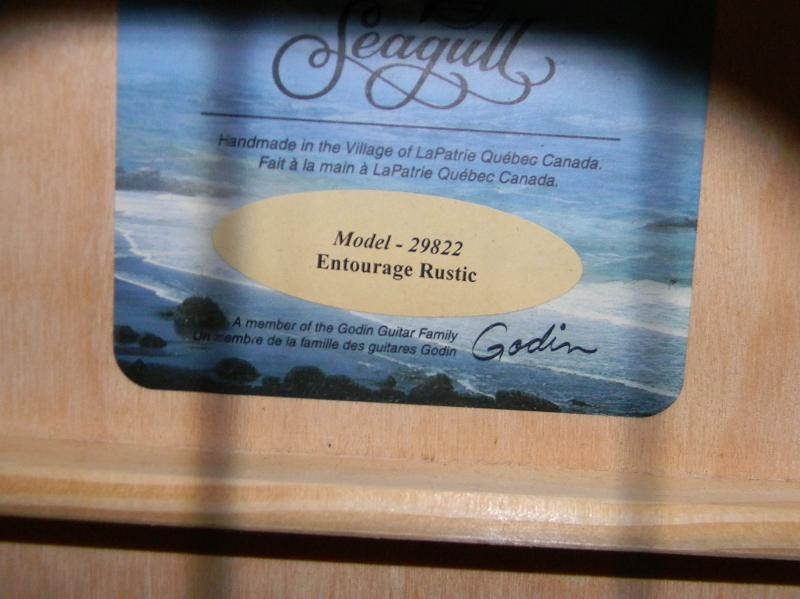 Seagull
Handmade in the Village of LaPatrie Québec Canada.
Fait à la main à LaPatrie Québec Canada.
Model - 29822
Entourage Rustic
A member of the Godin Guitar Family
Un membre de la famille des guitares Godin
Godin